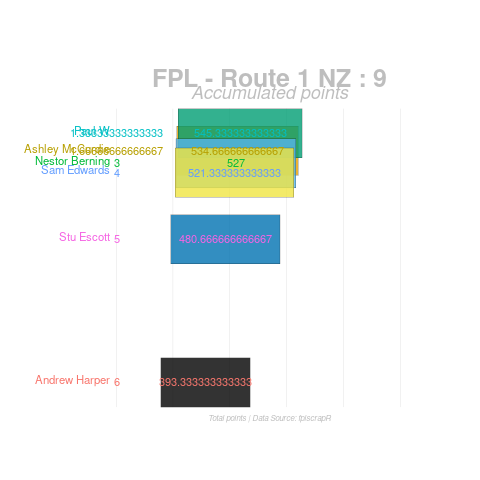 FPL - Route 1 NZ : 9
Accumulated points
Paul W 1.33333333333333 545.333333333333
Ashley 1.66666666666667 534.666666666667
Nestor Berning 3 527
Sam Edwards 4 521.333333333333
Stu Escott 5 480.666666666667
Andrew Harper 6 393.333333333333
Total points | Data Source: fplscrapR